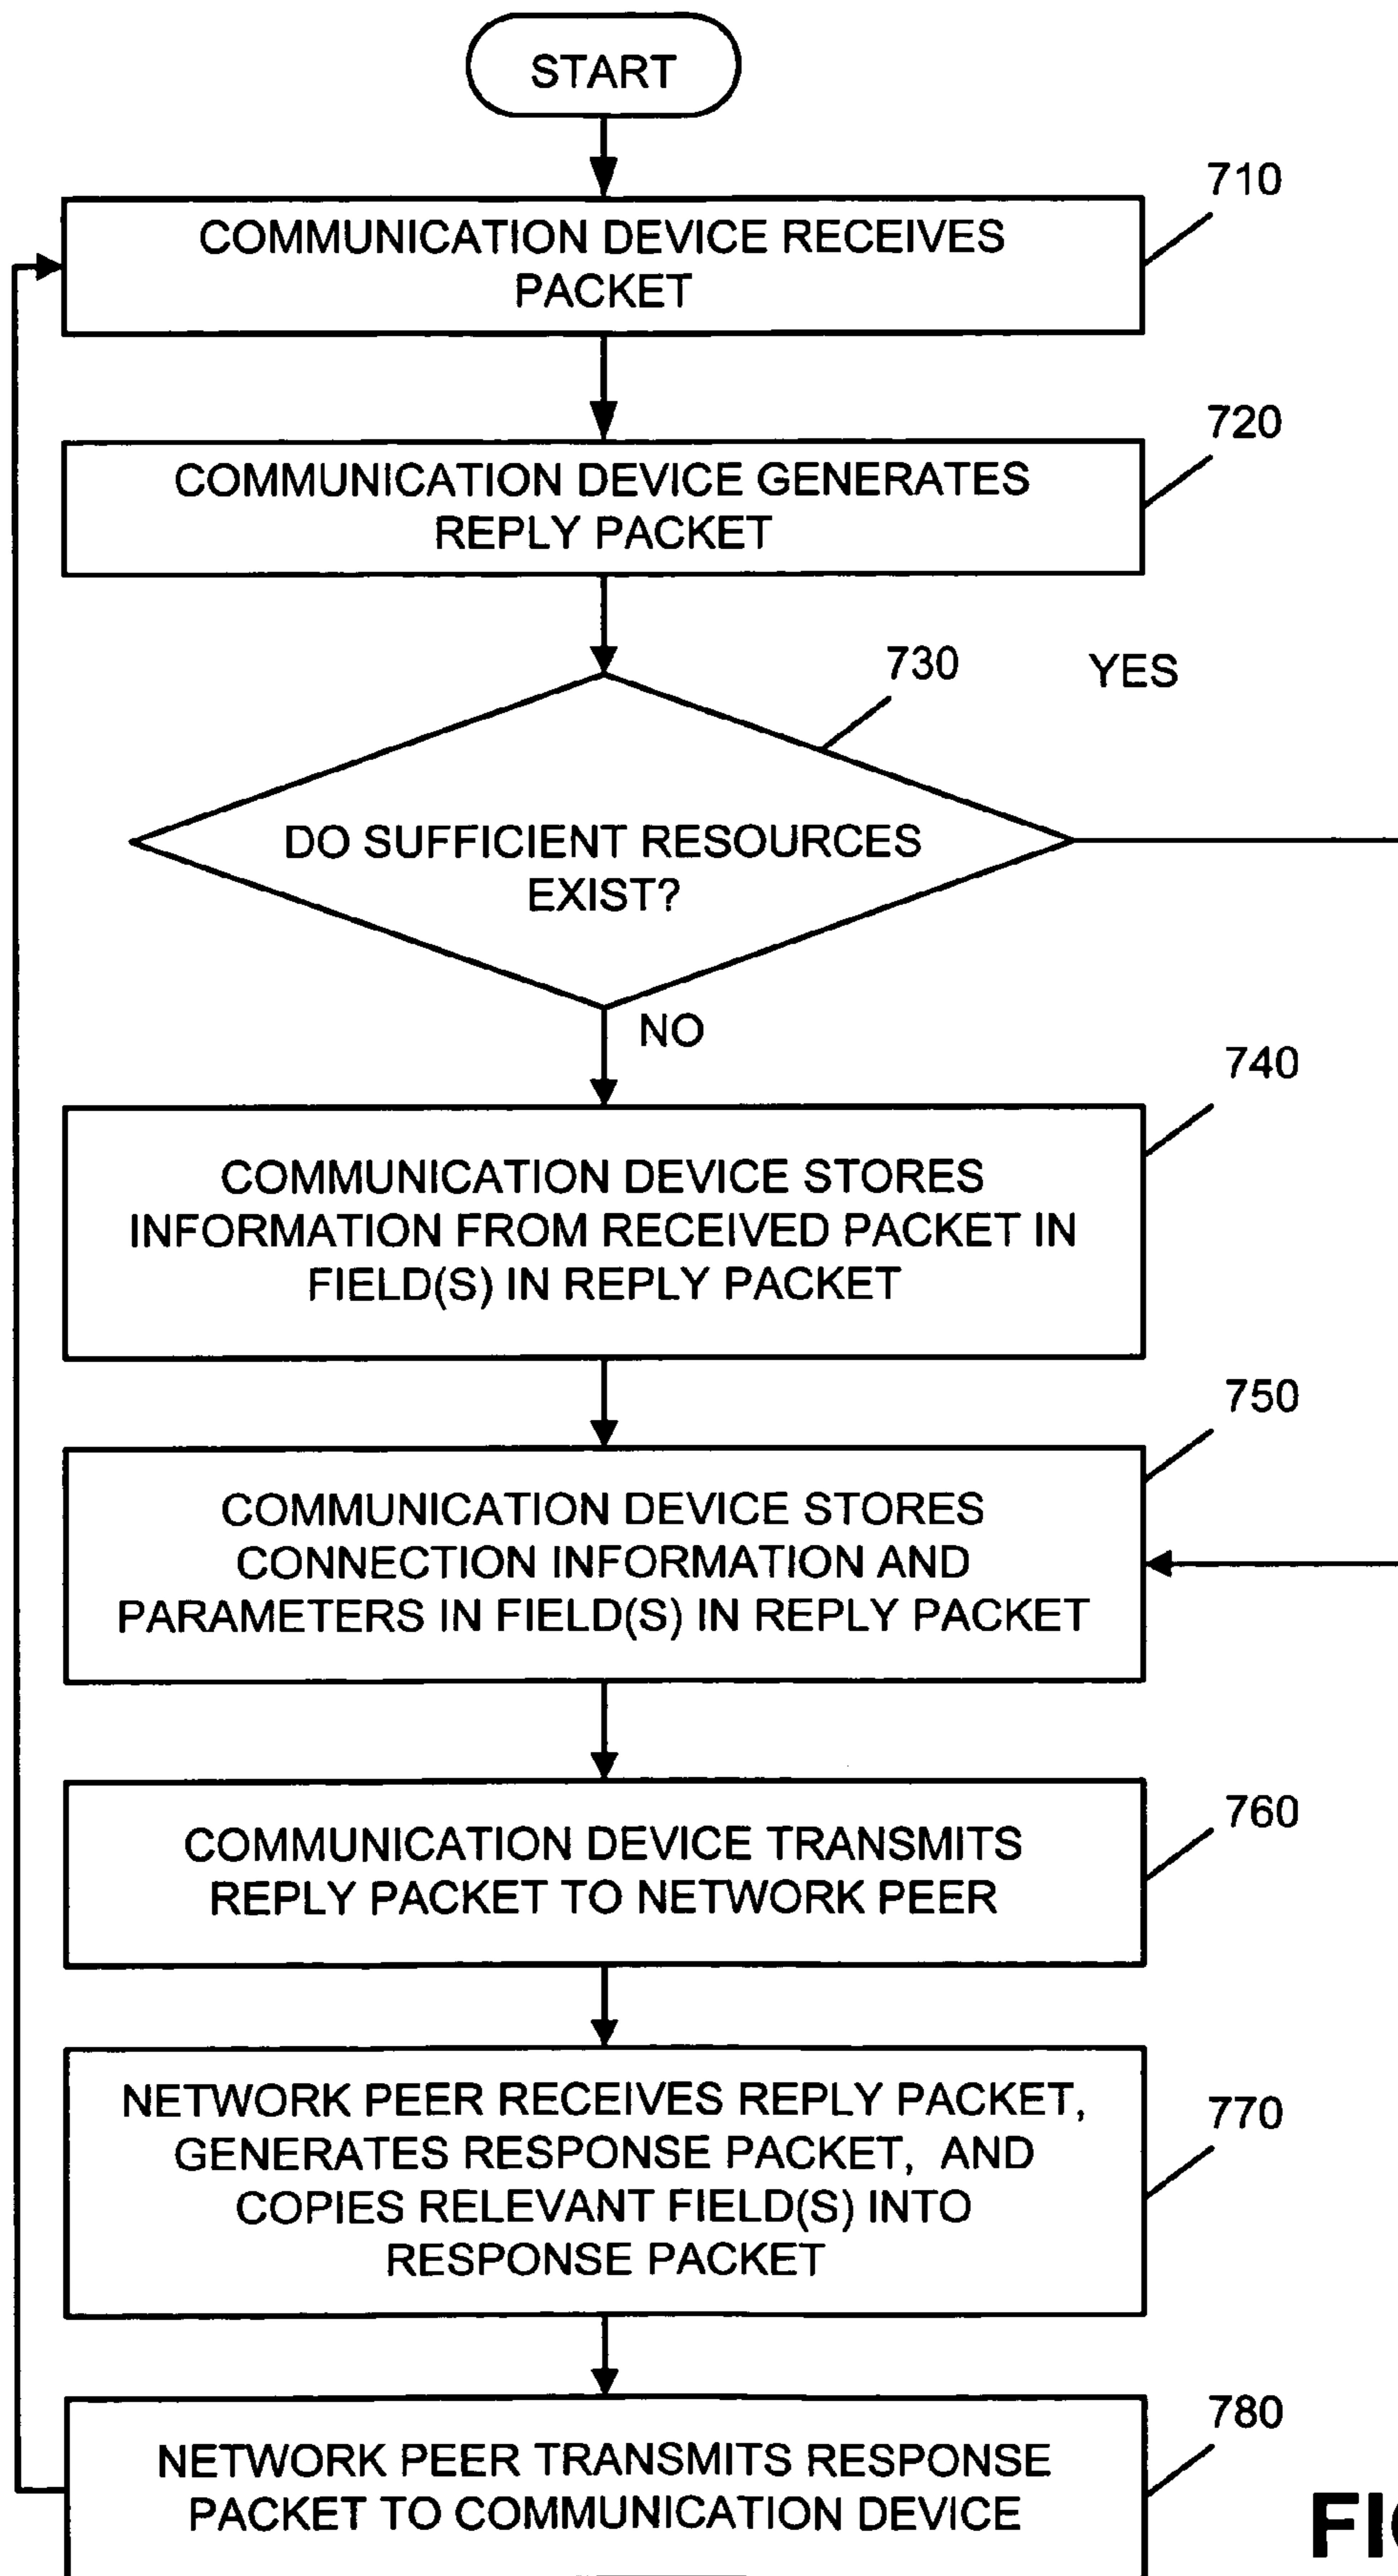 START
710
COMMUNICATION DEVICE RECEIVES
PACKET
720
COMMUNICATION DEVICE GENERATES
REPLY PACKET
730
YES
DO SUFFICIENT RESOURCES
EXIST?
NO
740
COMMUNICATION DEVICE STORES
INFORMATION FROM RECEIVED PACKET IN
FIELD(S) IN REPLY PACKET
750
COMMUNICATION DEVICE STORES
CONNECTION INFORMATION AND
PARAMETERS IN FIELD(S) IN REPLY PACKET
760
COMMUNICATION DEVICE TRANSMITS
REPLY PACKET TO NETWORK PEER
770
NETWORK PEER RECEIVES REPLY PACKET,
GENERATES RESPONSE PACKET, AND
COPIES RELEVANT FIELD(S) INTO
RESPONSE PACKET
780
NETWORK PEER TRANSMITS RESPONSE
PACKET TO COMMUNICATION DEVICE